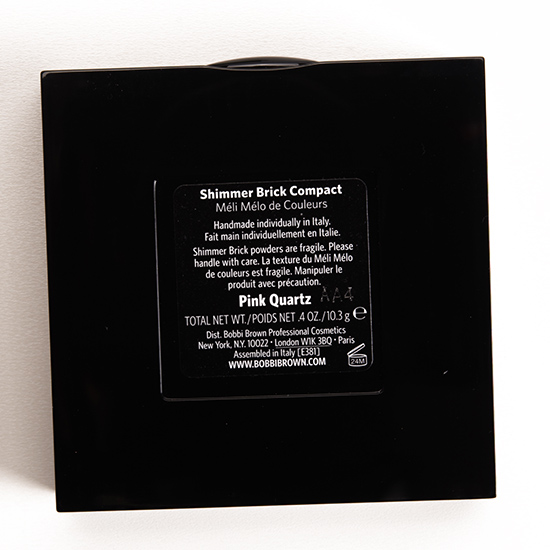 Shimmer Brick Compact
Méli Mélo de Couleurs
Handmade individually in Italy.
Fait main individuellement en Italie.
Shimmer Brick powders are fragile. Please
handle with care. La texture du Méli Mélo
de couleurs est fragile. Manipuler le
produit avec précaution.
Pink Quartz AA4
TOTAL NET WT./POIDS NET .4 OZ./10.3 g ℮
Dist. Bobbi Brown Professional Cosmetics
New York, N.Y. 10022 • London W1K 3BQ • Paris
Assembled in Italy [E381]
WWW.BOBBIBROWN.COM
24M